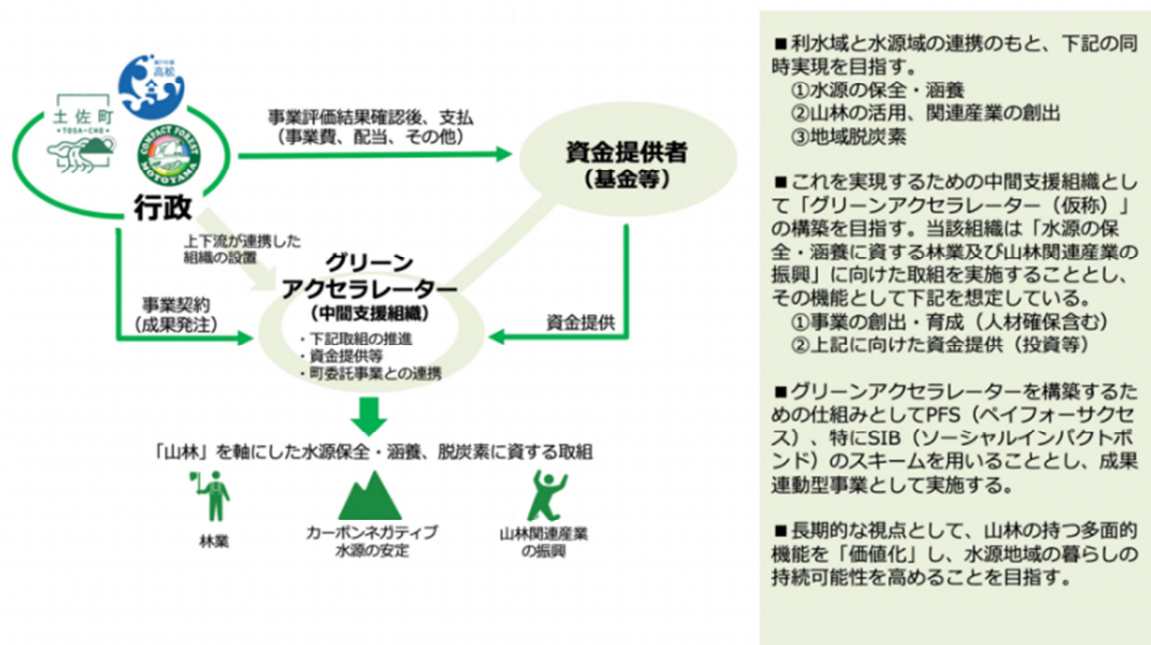 高松
土佐町
TOSA-CHO
COMPACT FOREST
MOTOYAMA
行政
事業評価結果確認後、支払
（事業費、配当、その他）
資金提供者
（基金等）
上下流が連携した
組織の設置
事業契約
（成果発注）
グリーン
アクセラレーター
（中間支援組織）
・下記取組の推進
・資金提供等
・町委託事業との連携
資金提供
「山林」を軸にした水源保全・涵養、脱炭素に資する取組
林業
カーボンネガティブ
水源の安定
山林関連産業
の振興
■利水域と水源域の連携のもと、下記の同
時実現を目指す。
①水源の保全・涵養
②山林の活用、関連産業の創出
③地域脱炭素
■これを実現するための中間支援組織とし
て「グリーンアクセラレーター（仮称）」
の構築を目指す。当該組織は「水源の保
全・涵養に資する林業及び山林関連産業の
振興」に向けた取組を実施することとし、
その機能として下記を想定している。
①事業の創出・育成（人材確保含む）
②上記に向けた資金提供（投資等）
■グリーンアクセラレーターを構築するた
めの仕組みとしてPFS（ペイフォーサクセ
ス）、特にSIB（ソーシャルインパクトボ
ンド）のスキームを用いることとし、成果
連動型事業として実施する。
■長期的な視点として、山林の持つ多面的
機能を「価値化」し、水源地域の暮らしの
持続可能性を高めることを目指す。